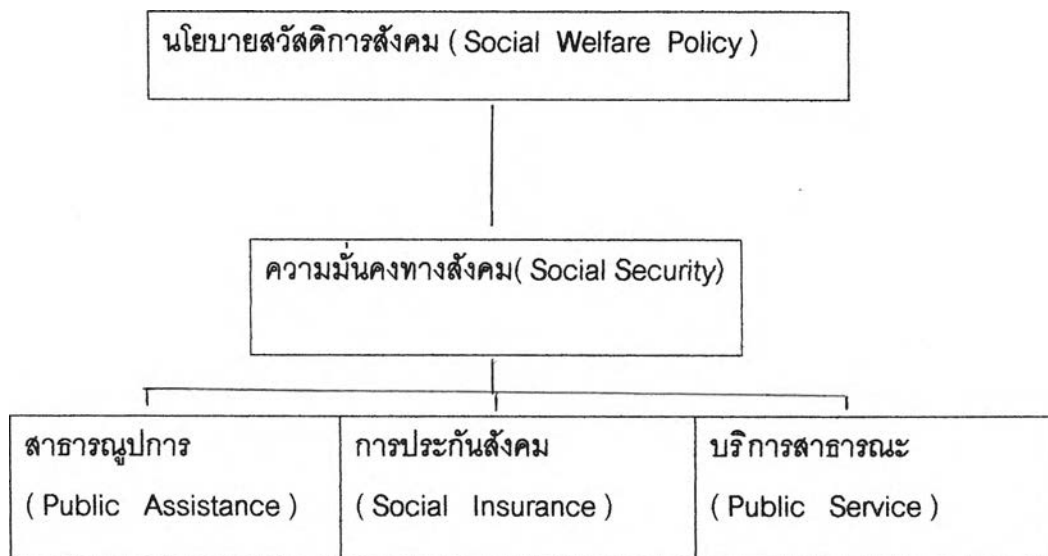 นโยบายสวัสดิการสังคม ( Social Welfare Policy )
ความมั่นคงทางสังคม( Social Security)
สาธารณูปการ
( Public Assistance )
การประกันสังคม
( Social Insurance )
บริการสาธารณะ
( Public Service )